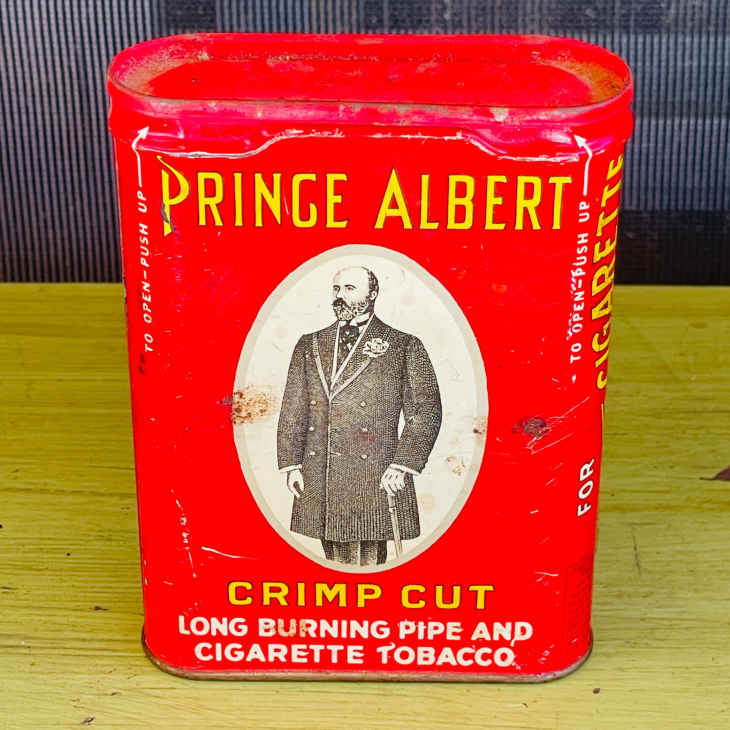 PRINCE ALBERT
TO OPEN-PUSH UP
TO OPEN-PUSH UP
CRIMP CUT
LONG BURNING PIPE AND
CIGARETTE TOBACCO
FOR CIGARETTE